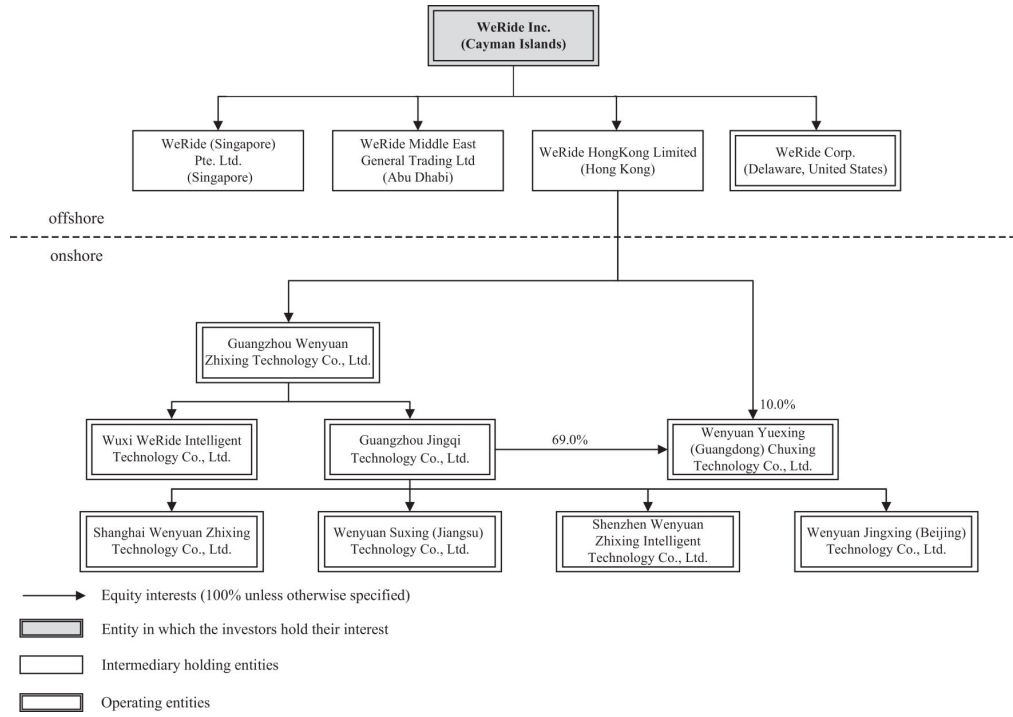 WeRide Inc.
(Cayman Islands)
WeRide (Singapore)
Pte. Ltd.
(Singapore)
WeRide Middle East
General Trading Ltd
(Abu Dhabi)
WeRide HongKong Limited
(Hong Kong)
WeRide Corp.
(Delaware, United States)
offshore
onshore
Guangzhou Wenyuan
Zhixing Technology Co., Ltd.
10.0%
Wuxi WeRide Intelligent
Technology Co., Ltd.
Guangzhou Jingqi
Technology Co., Ltd.
69.0%
Wenyuan Yuexing
(Guangdong) Chuxing
Technology Co., Ltd.
Shanghai Wenyuan Zhixing
Technology Co., Ltd.
Wenyuan Suxing (Jiangsu)
Technology Co., Ltd.
Shenzhen Wenyuan
Zhixing Intelligent
Technology Co., Ltd.
Wenyuan Jingxing (Beijing)
Technology Co., Ltd.
Equity interests (100% unless otherwise specified)
Entity in which the investors hold their interest
Intermediary holding entities
Operating entities